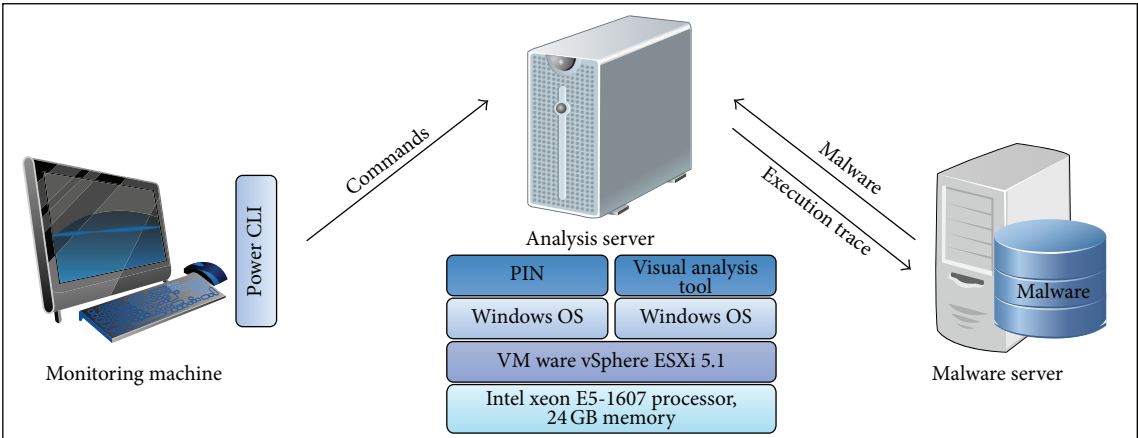 Monitoring machine
Power CLI
Commands
Analysis server
PIN
Visual analysis
tool
Windows OS
Windows OS
VM ware vSphere ESXi 5.1
Intel xeon E5-1607 processor,
24 GB memory
Malware
Execution trace
Malware
Malware server